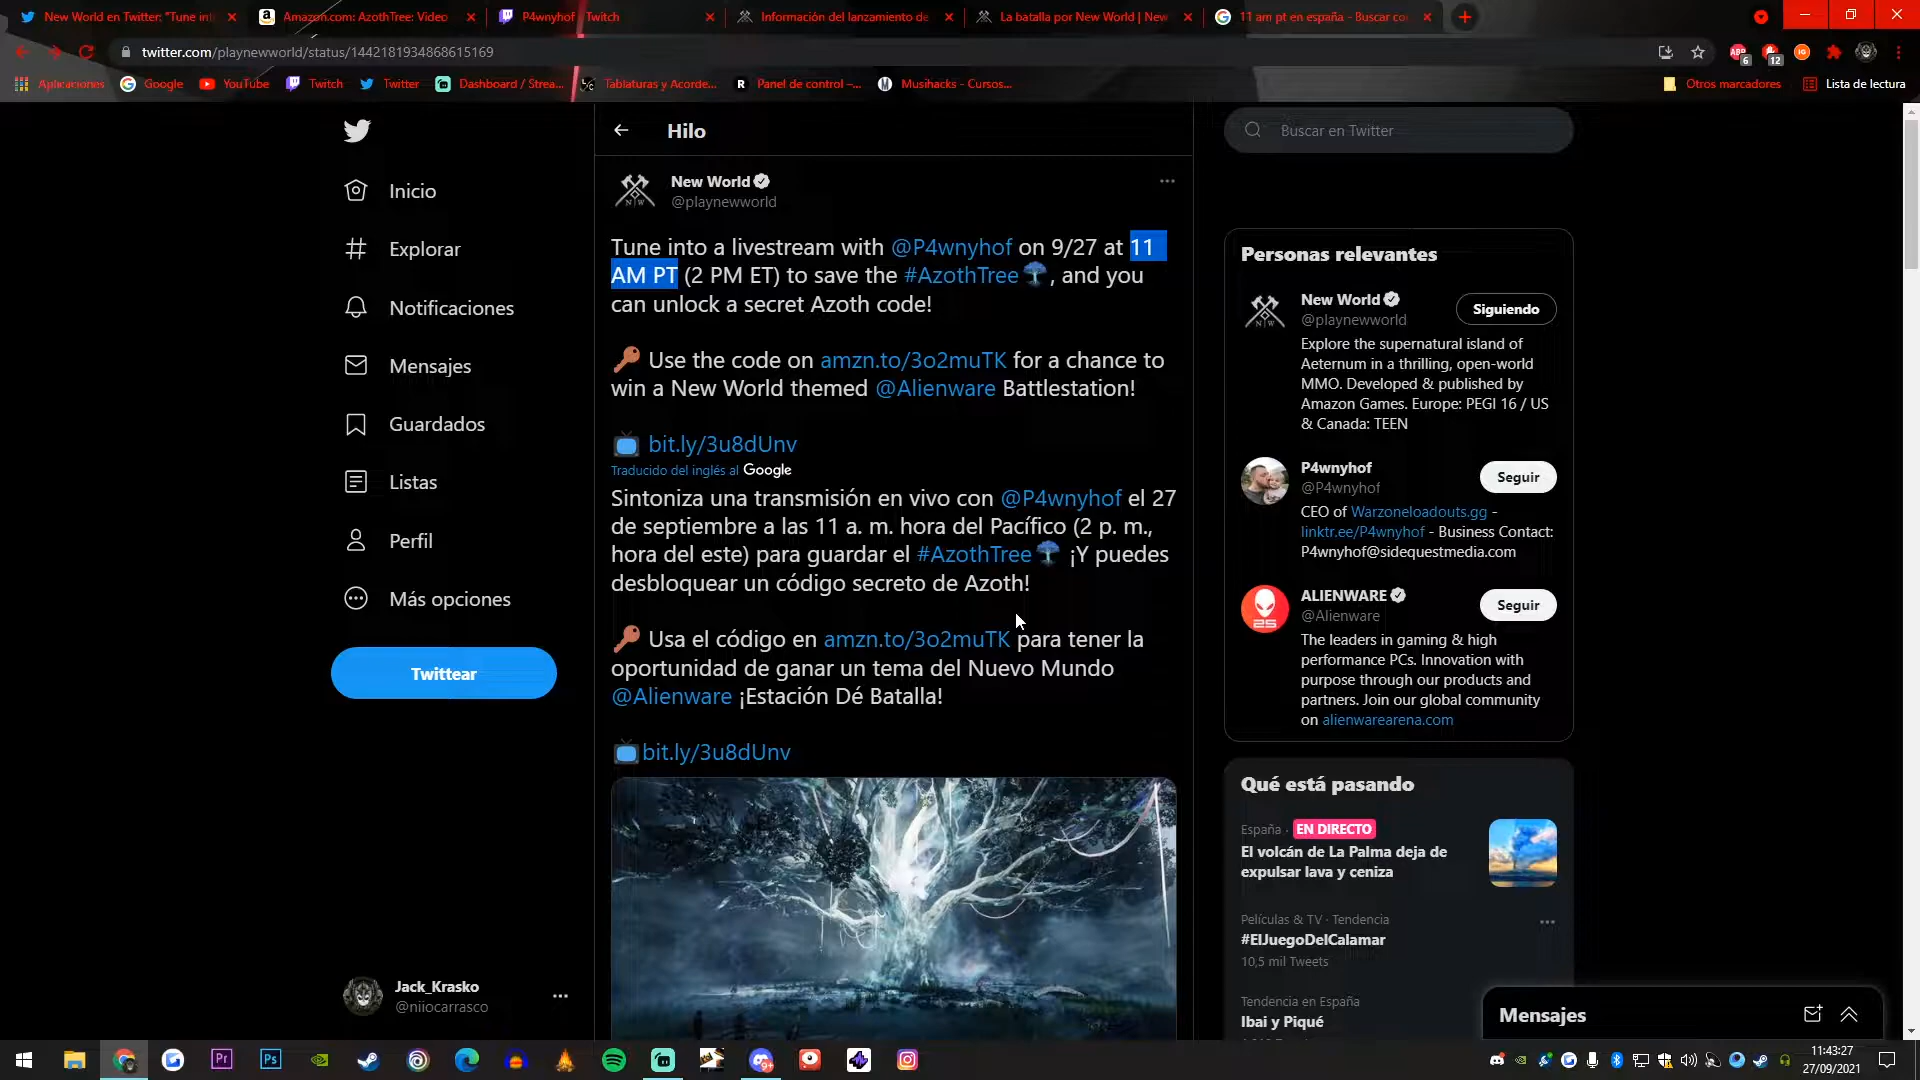 New World en Twitter: "Tune int
Amazon.com: AzothTree: Video
P4wnyhof - Twitch
Información del lanzamiento de
La batalla por New World | New
11 am pt en españa - Buscar co
twitter.com/playnewworld/status/1442181934868615169
6
12
Aplicaciones
Google
YouTube
Twitch
Twitter
Dashboard / Strea...
Tablaturas y Acorde...
R
Panel de control –...
Musihacks - Cursos...
Otros marcadores
Lista de lectura
Hilo
Buscar en Twitter
Inicio
Explorar
Notificaciones
Mensajes
Guardados
Listas
Perfil
Más opciones
Twittear
New World
@playnewworld
Tune into a livestream with @P4wnyhof on 9/27 at 11
AM PT (2 PM ET) to save the #AzothTree, and you
can unlock a secret Azoth code!
Use the code on amzn.to/3o2muTK for a chance to
win a New World themed @Alienware Battlestation!
bit.ly/3u8dUnv
Traducido del inglés al Google
Sintoniza una transmisión en vivo con @P4wnyhof el 27
de septiembre a las 11 a. m. hora del Pacífico (2 p. m.,
hora del este) para guardar el #AzothTree ¡Y puedes
desbloquear un código secreto de Azoth!
Usa el código en amzn.to/3o2muTK para tener la
oportunidad de ganar un tema del Nuevo Mundo
@Alienware ¡Estación Dé Batalla!
bit.ly/3u8dUnv
Personas relevantes
New World
@playnewworld
Siguiendo
Explore the supernatural island of
Aeternum in a thrilling, open-world
MMO. Developed & published by
Amazon Games. Europe: PEGI 16 / US
& Canada: TEEN
P4wnyhof
@P4wnyhof
Seguir
CEO of Warzoneloadouts.gg -
linktr.ee/P4wnyhof - Business Contact:
P4wnyhof@sidequestmedia.com
ALIENWARE
@Alienware
Seguir
The leaders in gaming & high
performance PCs. Innovation with
purpose through our products and
partners. Join our global community
on alienwarearena.com
Qué está pasando
España · EN DIRECTO
El volcán de La Palma deja de
expulsar lava y ceniza
Películas & TV · Tendencia
#ElJuegoDelCalamar
10,5 mil Tweets
Tendencia en España
Ibai y Piqué
Mensajes
Jack_Krasko
@niiocarrasco
11:43:27
27/09/2021